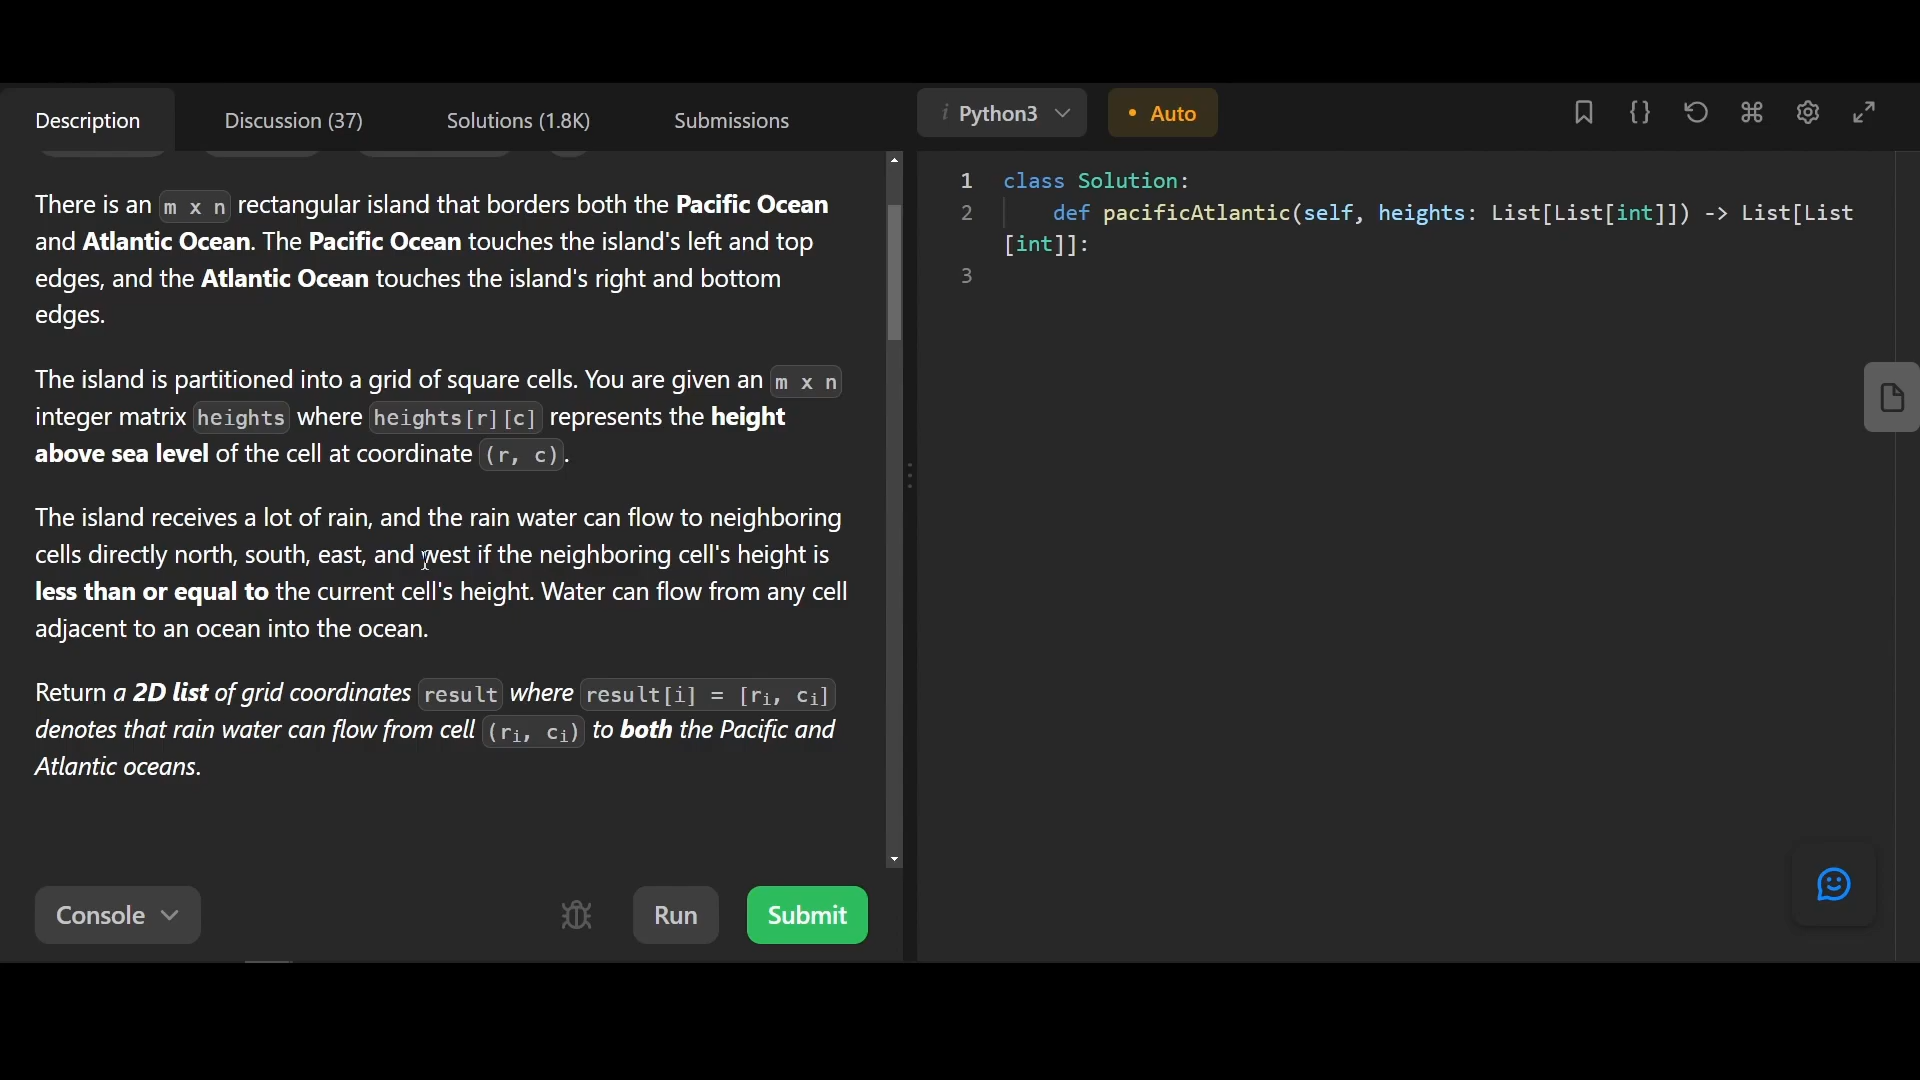 Description Discussion (37) Solutions (1.8K) Submissions
i Python3 Auto {}
There is an m x n rectangular island that borders both the Pacific Ocean
and Atlantic Ocean. The Pacific Ocean touches the island's left and top
edges, and the Atlantic Ocean touches the island's right and bottom
edges.
The island is partitioned into a grid of square cells. You are given an m x n
integer matrix heights where heights[r][c] represents the height
above sea level of the cell at coordinate (r, c).
The island receives a lot of rain, and the rain water can flow to neighboring
cells directly north, south, east, and west if the neighboring cell's height is
less than or equal to the current cell's height. Water can flow from any cell
adjacent to an ocean into the ocean.
Return a 2D list of grid coordinates result where result[i] = [ri, ci]
denotes that rain water can flow from cell (ri, ci) to both the Pacific and
Atlantic oceans.
Console Run Submit
1 class Solution:
2 def pacificAtlantic(self, heights: List[List[int]]) -> List[List
[int]]:
3